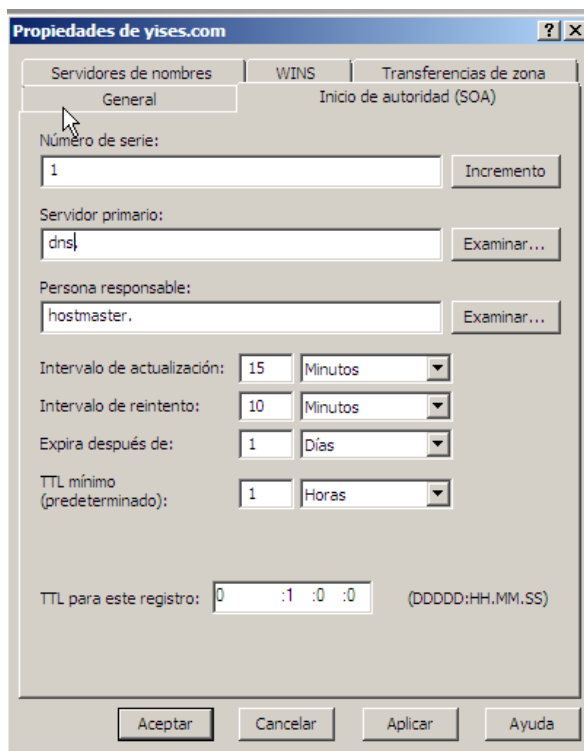 Propiedades de yises.com
Servidores de nombres WINS Transferencias de zona
General Inicio de autoridad (SOA)
Número de serie:
1 Incremento
Servidor primario:
dns. Examinar...
Persona responsable:
hostmaster. Examinar...
Intervalo de actualización: 15 Minutos
Intervalo de reintento: 10 Minutos
Expira después de: 1 Días
TTL mínimo
(predeterminado): 1 Horas
TTL para este registro: 0 :1 :0 :0 (DDDDD:HH.MM.SS)
Aceptar Cancelar Aplicar Ayuda